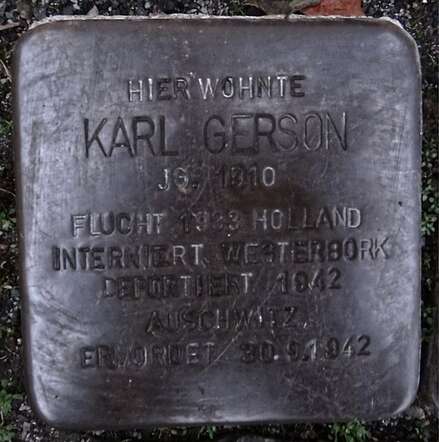 HIER WOHNTE
KARL GERSON
JG. 1910
FLUCHT 1933 HOLLAND
INTERNIERT WESTERBORK
DEPORTIERT 1942
AUSCHWITZ
ERMORDET 30.9.1942